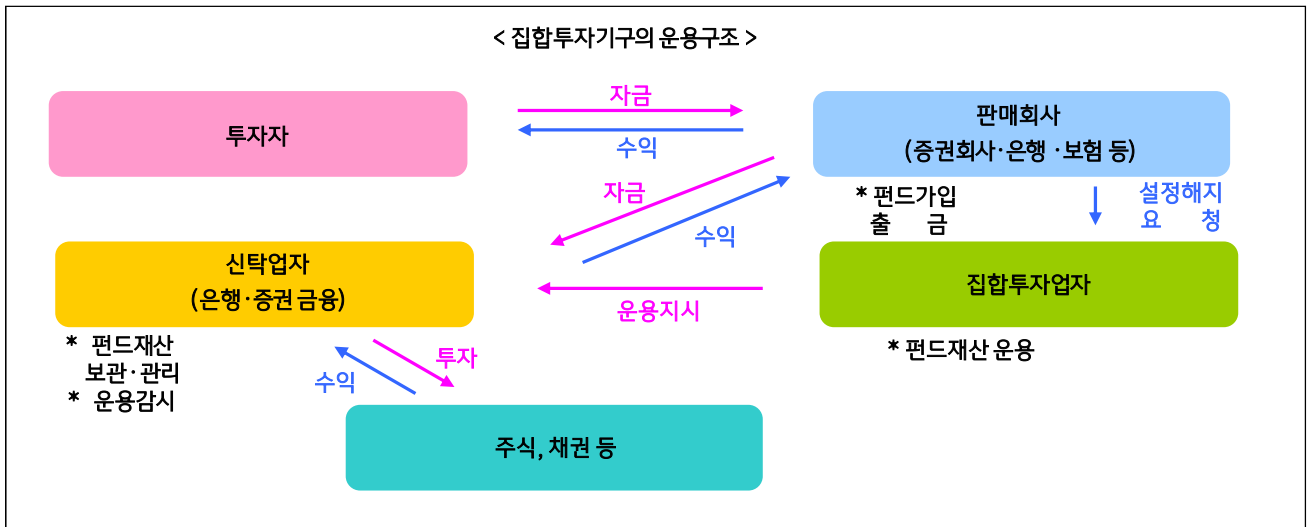 < 집합투자기구의 운용구조 >
자금
투자자
판매회사
(증권회사·은행 ·보험 등)
수익
자금
* 펀드가입
출 금
설정해지
요 청
수익
신탁업자
(은행·증권 금융)
집합투자업자
운용지시
* 펀드재산
보관·관리
* 운용감시
* 펀드재산 운용
투자
수익
주식, 채권 등